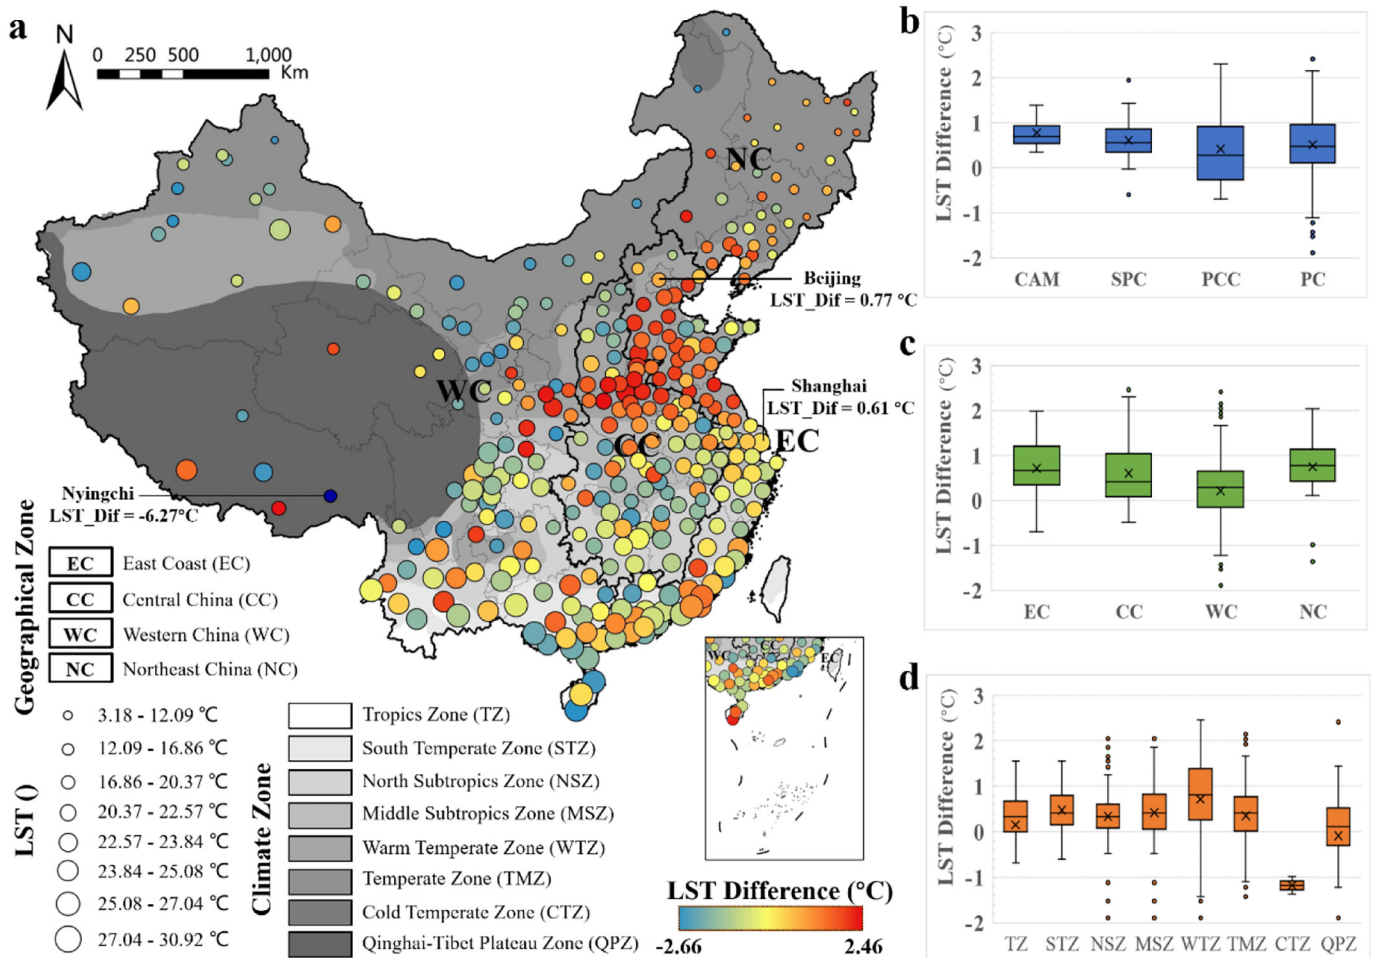 a
N
0 250 500 1,000
Km
NC
WC
CC
EC
Beijing
LST_Dif = 0.77 °C
Shanghai
LST_Dif = 0.61 °C
Nyingchi
LST_Dif = -6.27°C
Geographical Zone
EC East Coast (EC)
CC Central China (CC)
WC Western China (WC)
NC Northeast China (NC)
LST ()
3.18 - 12.09 ℃
12.09 - 16.86 ℃
16.86 - 20.37 ℃
20.37 - 22.57 ℃
22.57 - 23.84 ℃
23.84 - 25.08 ℃
25.08 - 27.04 ℃
27.04 - 30.92 ℃
Climate Zone
Tropics Zone (TZ)
South Temperate Zone (STZ)
North Subtropics Zone (NSZ)
Middle Subtropics Zone (MSZ)
Warm Temperate Zone (WTZ)
Temperate Zone (TMZ)
Cold Temperate Zone (CTZ)
Qinghai-Tibet Plateau Zone (QPZ)
WC
CC
EC
LST Difference (°C)
-2.66 2.46
b
LST Difference (°C)
3
2
1
0
-1
-2
CAM SPC PCC PC
c
LST Difference (°C)
3
2
1
0
-1
-2
EC CC WC NC
d
LST Difference (°C)
3
2
1
0
-1
-2
TZ STZ NSZ MSZ WTZ TMZ CTZ QPZ